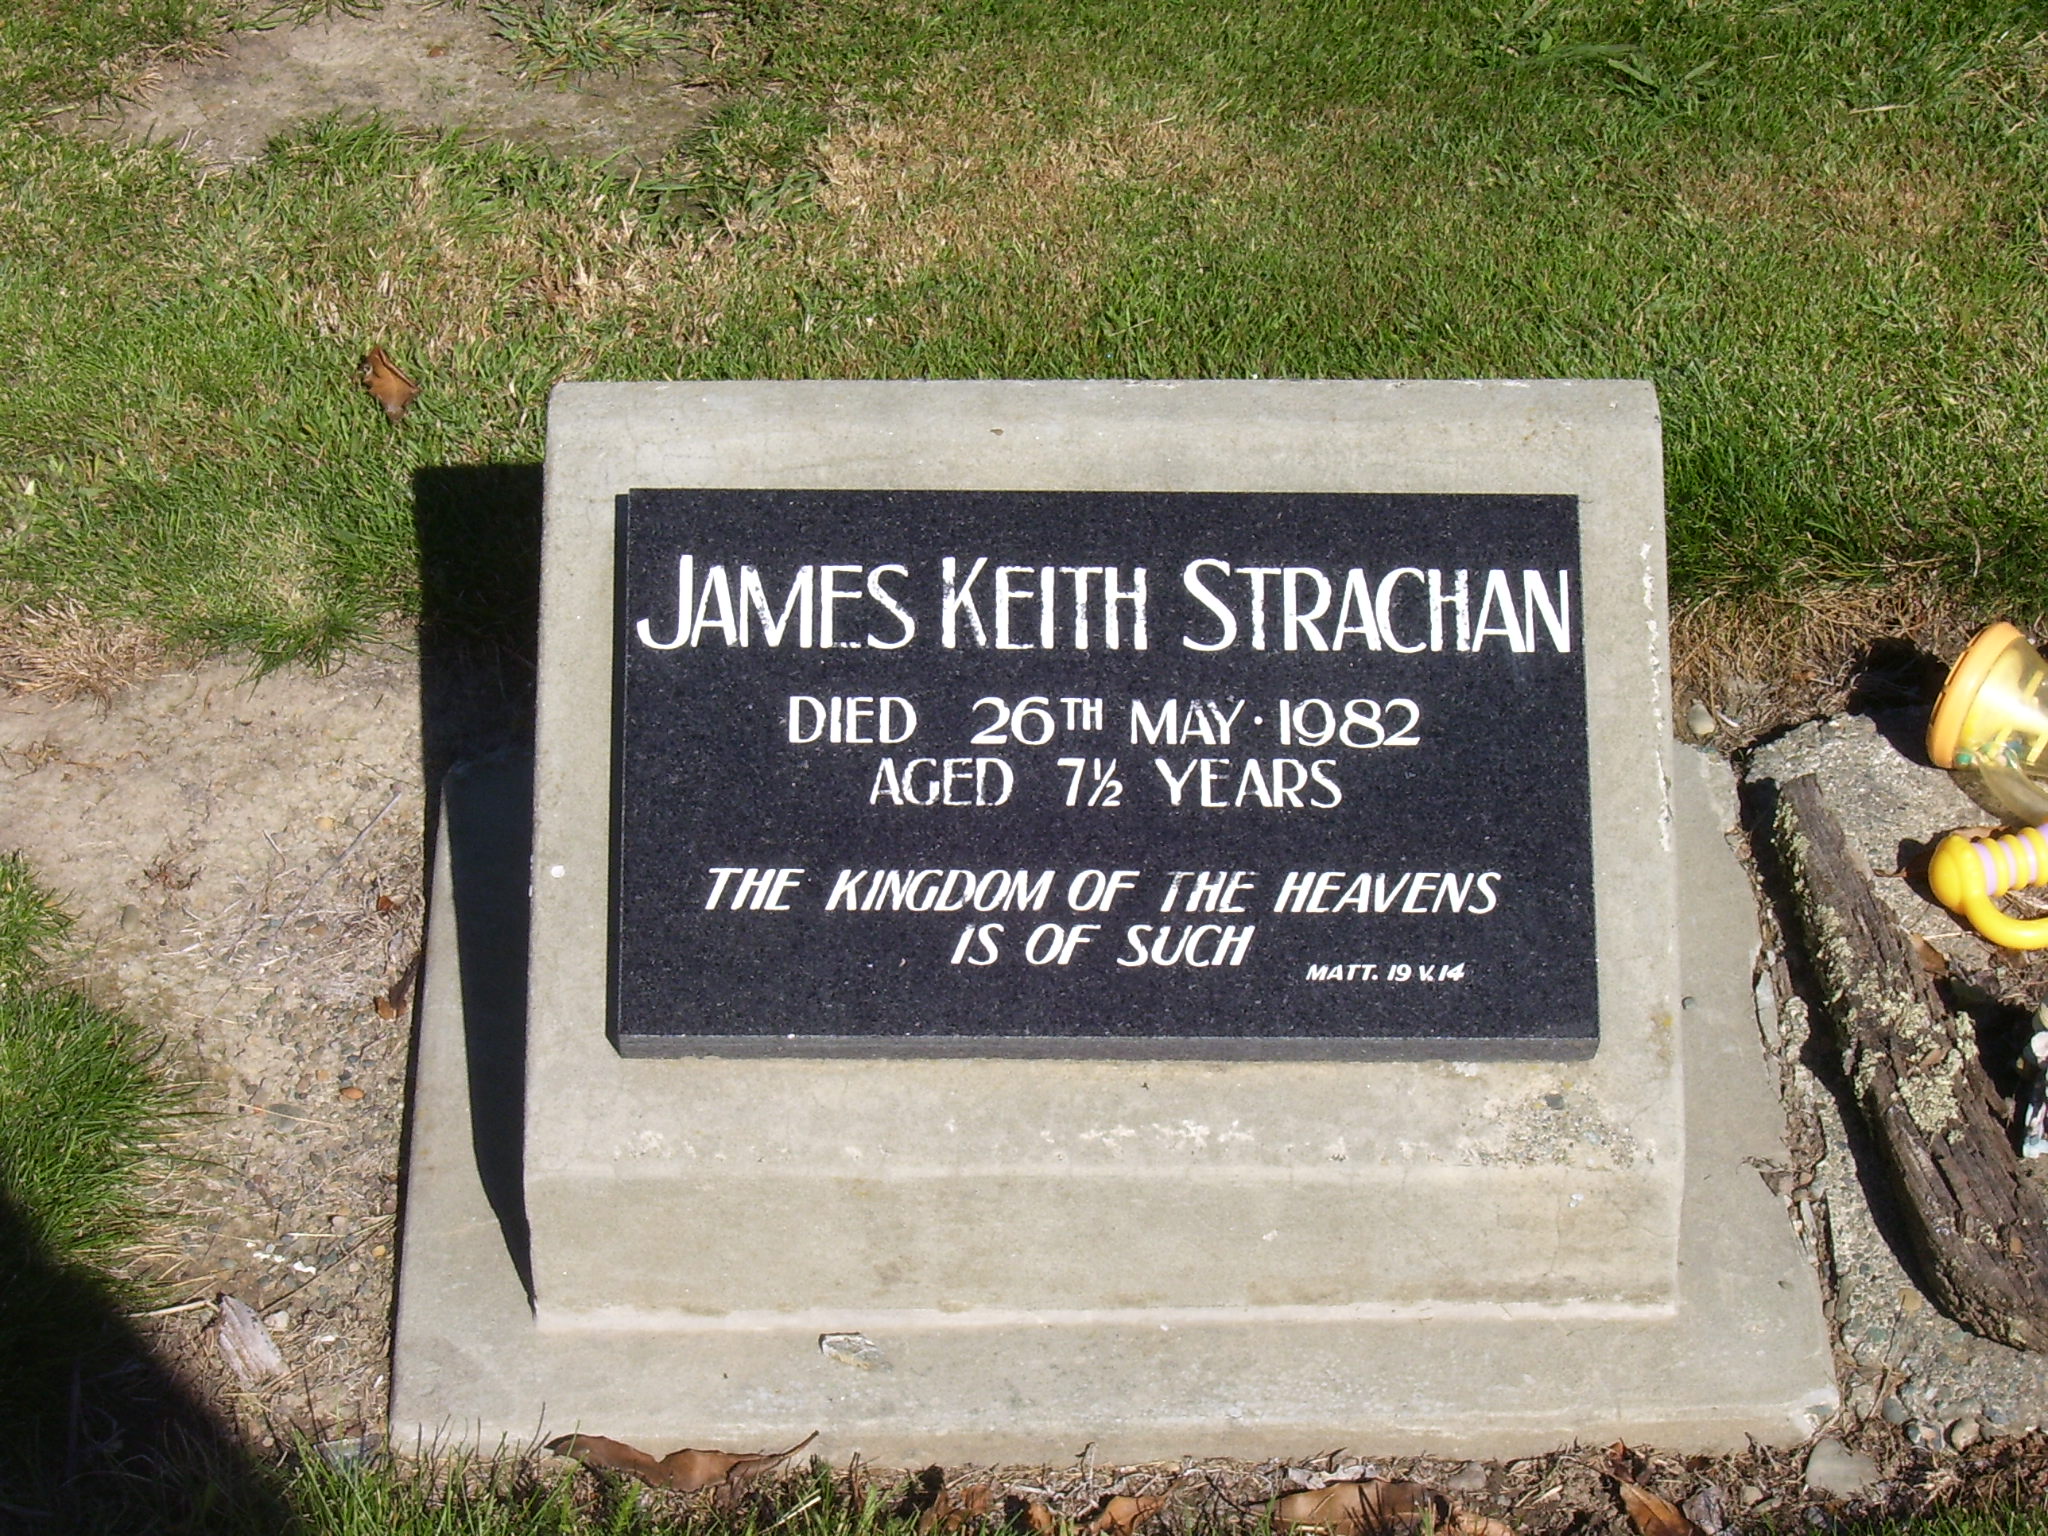 JAMES KEITH STRACHAN
DIED 26TH MAY · 1982
AGED 7½ YEARS
THE KINGDOM OF THE HEAVENS
IS OF SUCH
MATT. 19 V. 14